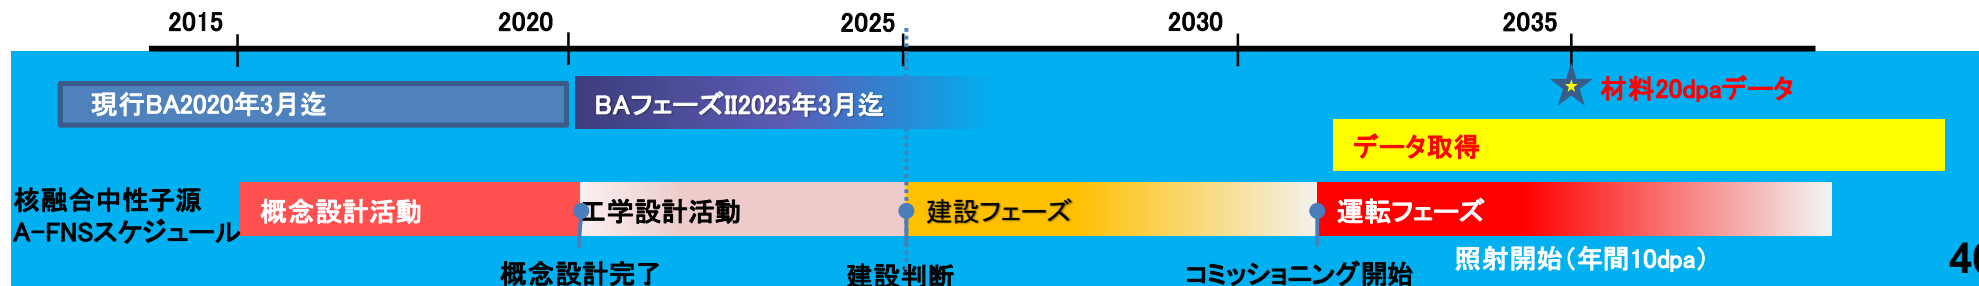 2015 2020 2025 2030 2035
現行BA2020年3月迄
BAフェーズII2025年3月迄
材料20dpaデータ
データ取得
核融合中性子源
A-FNSスケジュール
概念設計活動
工学設計活動
建設フェーズ
運転フェーズ
概念設計完了
建設判断
コミッショニング開始
照射開始（年間10dpa）